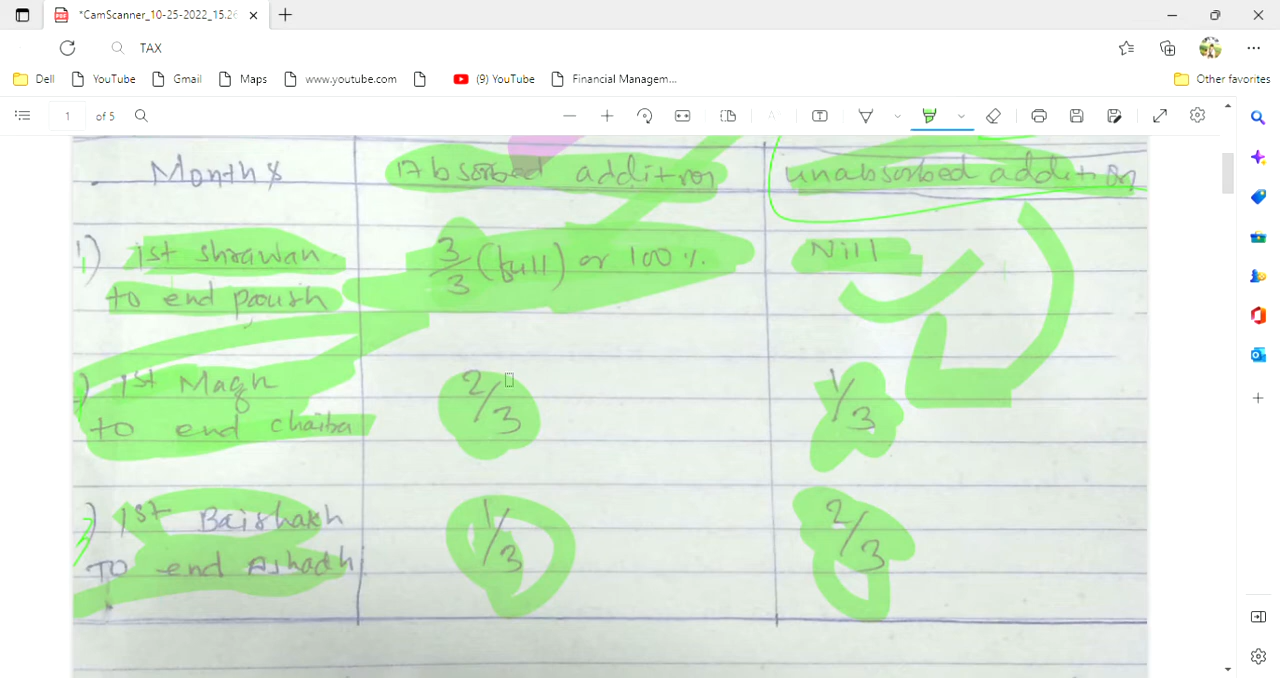 *CamScanner_10-25-2022_15.26
TAX
Dell YouTube Gmail Maps www.youtube.com (9) YouTube Financial Managem... Other favorites
1 of 5
Months Absorbed addition unabsorbed addition
1) 1st Shrawan 3/3 (full) or 100 %. Nill
to end poush
) 1st Magh 2/3 1/3
to end chaiba
) 1st Baishakh 1/3 2/3
To end Ashadh